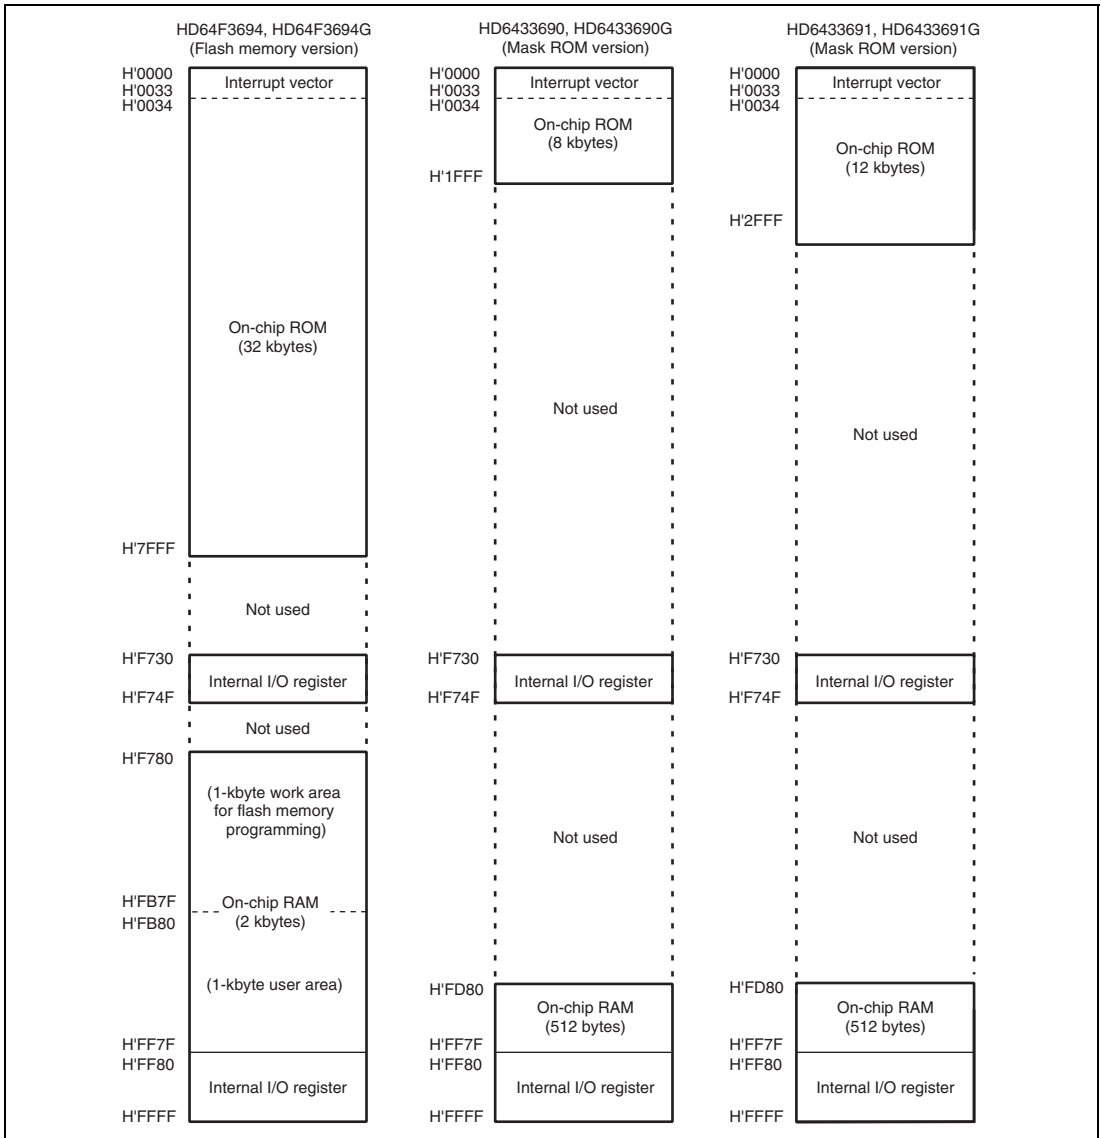 HD64F3694, HD64F3694G
(Flash memory version)
H'0000
H'0033
H'0034
Interrupt vector
On-chip ROM
(32 kbytes)
H'7FFF
Not used
H'F730
Internal I/O register
H'F74F
Not used
H'F780
(1-kbyte work area
for flash memory
programming)
H'FB7F
H'FB80
On-chip RAM
(2 kbytes)
(1-kbyte user area)
H'FF7F
H'FF80
Internal I/O register
H'FFFF
HD6433690, HD6433690G
(Mask ROM version)
H'0000
H'0033
H'0034
Interrupt vector
On-chip ROM
(8 kbytes)
H'1FFF
Not used
H'F730
Internal I/O register
H'F74F
Not used
H'FD80
On-chip RAM
(512 bytes)
H'FF7F
H'FF80
Internal I/O register
H'FFFF
HD6433691, HD6433691G
(Mask ROM version)
H'0000
H'0033
H'0034
Interrupt vector
On-chip ROM
(12 kbytes)
H'2FFF
Not used
H'F730
Internal I/O register
H'F74F
Not used
H'FD80
On-chip RAM
(512 bytes)
H'FF7F
H'FF80
Internal I/O register
H'FFFF